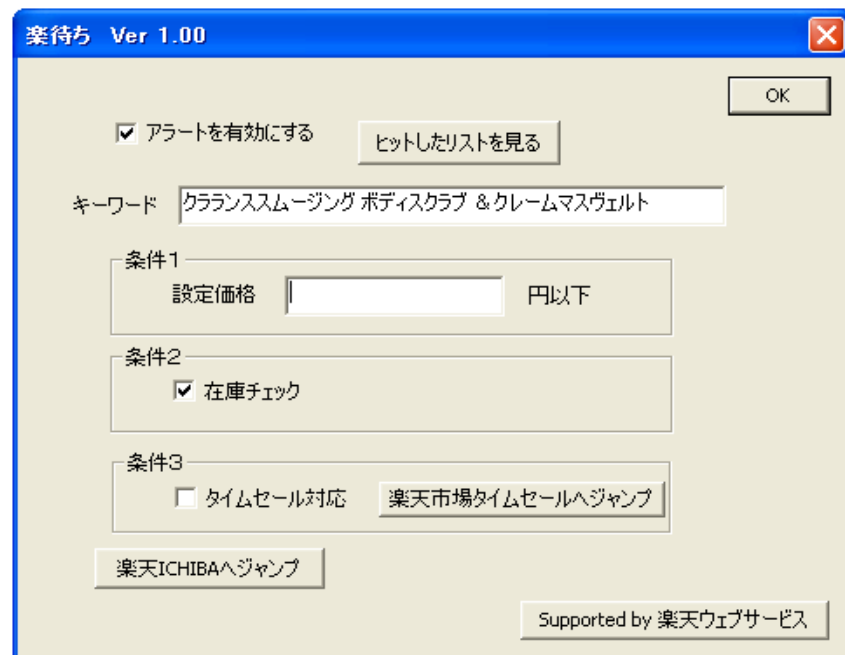 楽待ち Ver 1.00
OK
アラートを有効にする
ヒットしたリストを見る
キーワード クラランススムージング ボディスクラブ ＆クレームマスヴェルト
条件1
設定価格 円以下
条件2
在庫チェック
条件3
タイムセール対応 楽天市場タイムセールへジャンプ
楽天ICHIBAへジャンプ
Supported by 楽天ウェブサービス